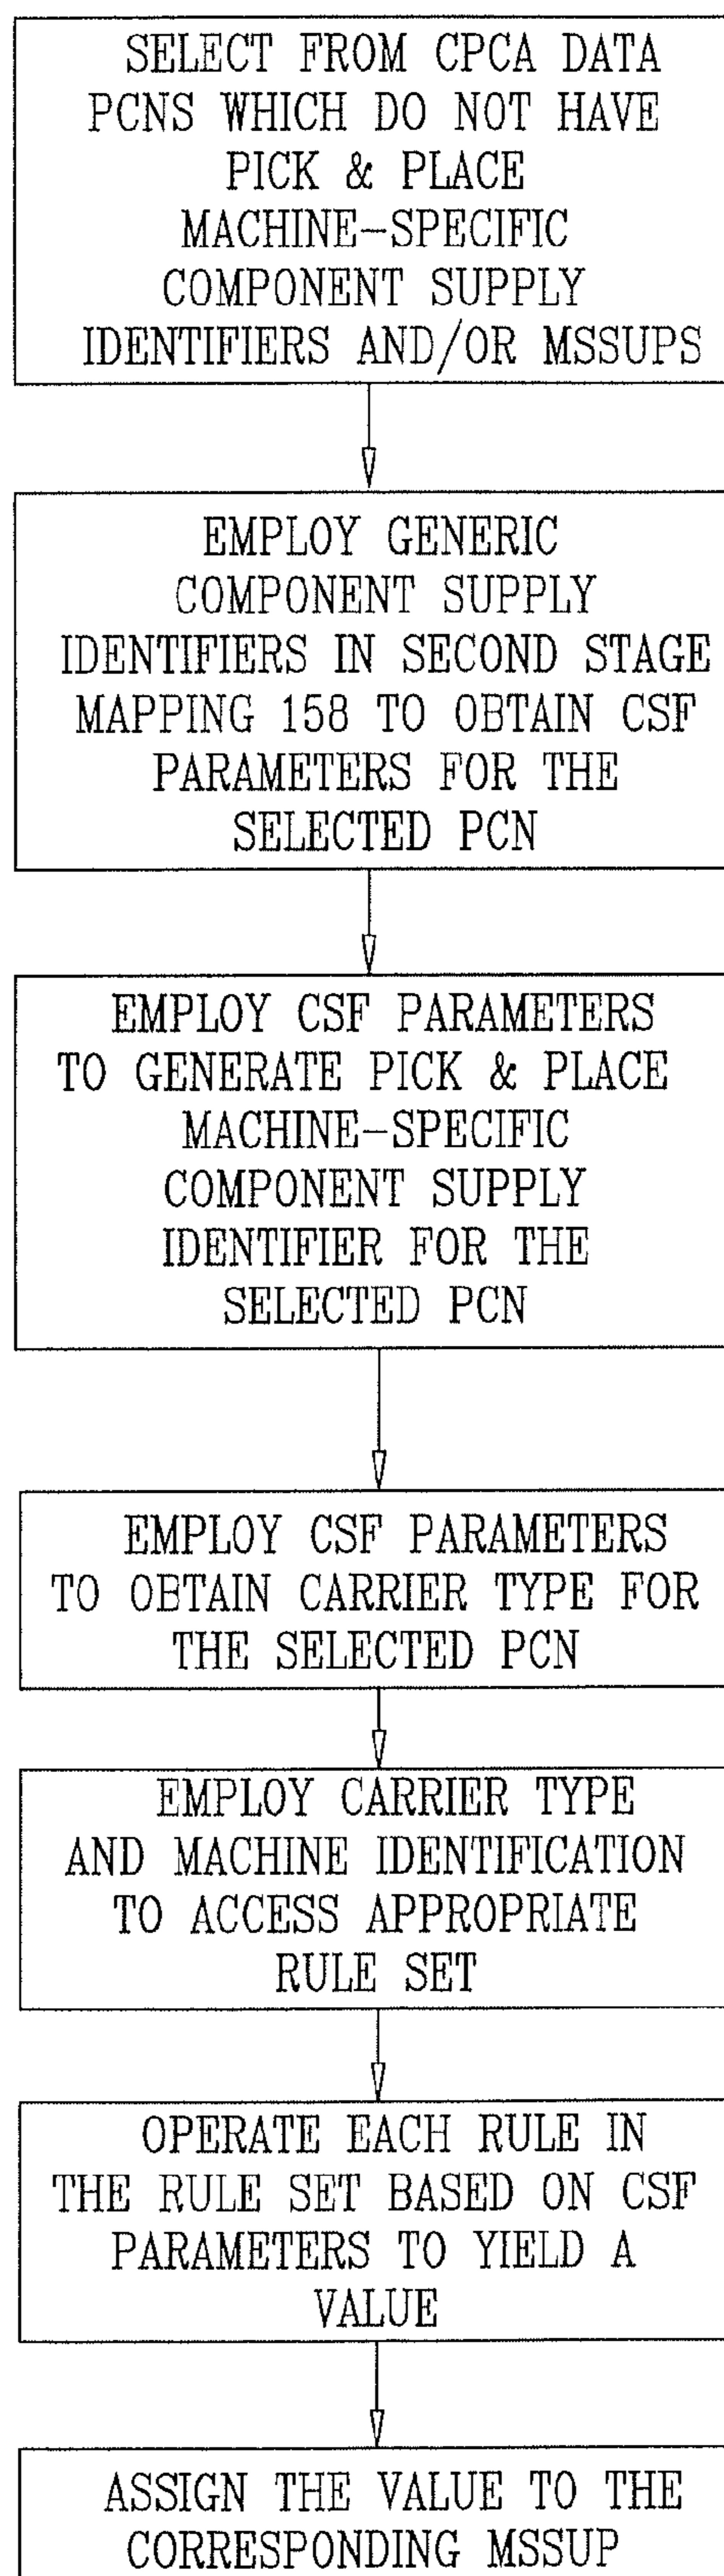 SELECT FROM CPCA DATA
PCNS WHICH DO NOT HAVE
PICK & PLACE
MACHINE-SPECIFIC
COMPONENT SUPPLY
IDENTIFIERS AND/OR MSSUPS
EMPLOY GENERIC
COMPONENT SUPPLY
IDENTIFIERS IN SECOND STAGE
MAPPING 158 TO OBTAIN CSF
PARAMETERS FOR THE
SELECTED PCN
EMPLOY CSF PARAMETERS
TO GENERATE PICK & PLACE
MACHINE-SPECIFIC
COMPONENT SUPPLY
IDENTIFIER FOR THE
SELECTED PCN
EMPLOY CSF PARAMETERS
TO OBTAIN CARRIER TYPE FOR
THE SELECTED PCN
EMPLOY CARRIER TYPE
AND MACHINE IDENTIFICATION
TO ACCESS APPROPRIATE
RULE SET
OPERATE EACH RULE IN
THE RULE SET BASED ON CSF
PARAMETERS TO YIELD A
VALUE
ASSIGN THE VALUE TO THE
CORRESPONDING MSSUP